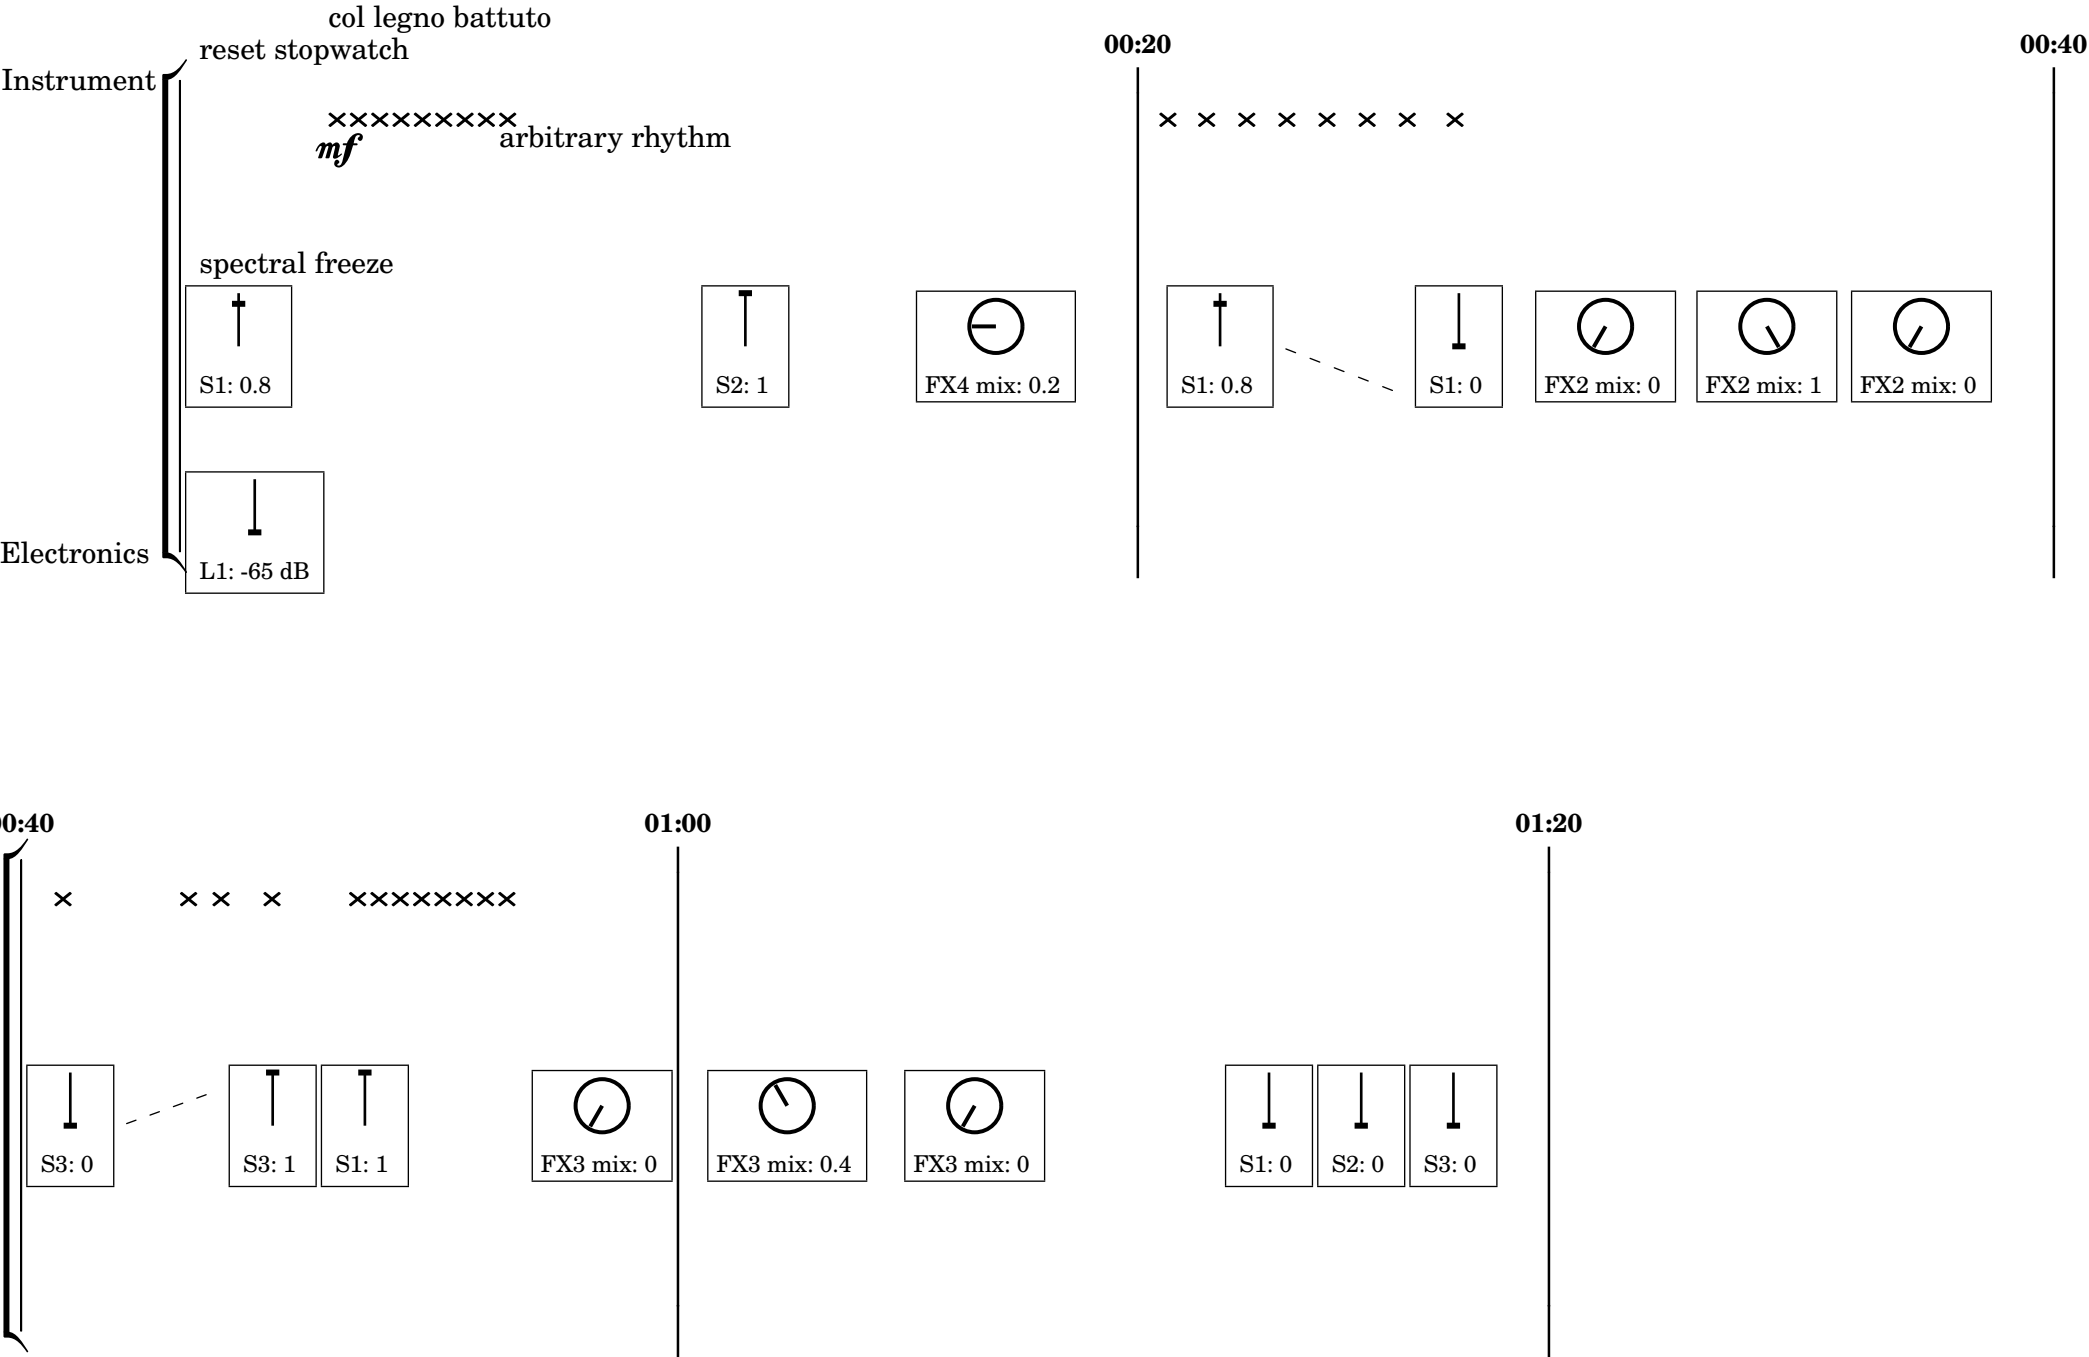 col legno battuto
reset stopwatch
00:20
00:40
Instrument
mf
arbitrary rhythm
spectral freeze
S1: 0.8
S2: 1
FX4 mix: 0.2
S1: 0.8
S1: 0
FX2 mix: 0
FX2 mix: 1
FX2 mix: 0
Electronics
L1: -65 dB
0:40
01:00
01:20
S3: 0
S3: 1
S1: 1
FX3 mix: 0
FX3 mix: 0.4
FX3 mix: 0
S1: 0
S2: 0
S3: 0